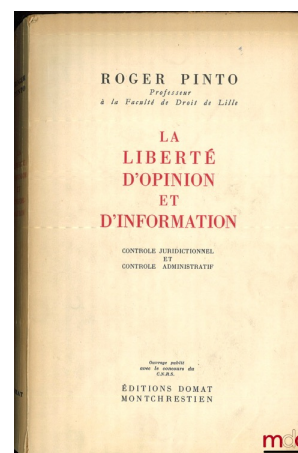 ROGER PINTO
Professeur
à la Faculté de Droit de Lille
LA
LIBERTÉ
D'OPINION
ET
D'INFORMATION
CONTROLE JURIDICTIONNEL
ET
CONTROLE ADMINISTRATIF
Ouvrage publié
avec le concours du
C.N.R.S.
ÉDITIONS DOMAT
MONTCHRESTIEN